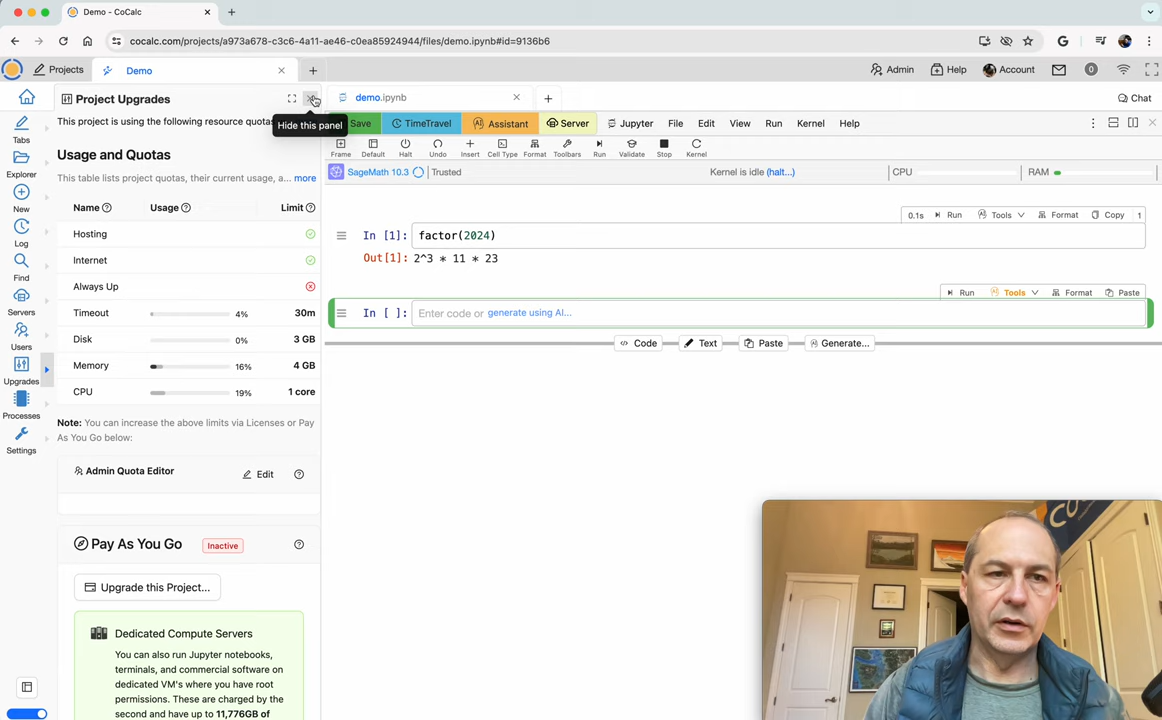 Demo - CoCalc
cocalc.com/projects/a973a678-c3c6-4a11-ae46-c0ea85924944/files/demo.ipynb#id=9136b6
Projects
Demo
Admin
Help
Account
0
Project Upgrades
This project is using the following resource quotas
Hide this panel
Usage and Quotas
This table lists project quotas, their current usage, a... more
Name Usage Limit
Hosting
Internet
Always Up
Timeout 4% 30m
Disk 0% 3 GB
Memory 16% 4 GB
CPU 19% 1 core
Note: You can increase the above limits via Licenses or Pay
As You Go below:
Admin Quota Editor
Edit
Pay As You Go Inactive
Upgrade this Project...
Dedicated Compute Servers
You can also run Jupyter notebooks,
terminals, and commercial software on
dedicated VM's where you have root
permissions. These are charged by the
second and have up to 11,776GB of
Tabs
Explorer
New
Log
Find
Servers
Users
Upgrades
Processes
Settings
demo.ipynb
Chat
Save TimeTravel Assistant Server Jupyter File Edit View Run Kernel Help
Frame Default Halt Undo Insert Cell Type Format Toolbars Run Validate Stop Kernel
SageMath 10.3 Trusted Kernel is idle (halt...) CPU RAM
0.1s Run Tools Format Copy 1
In [1]: factor(2024)
Out[1]: 2^3 * 11 * 23
Run Tools Format Paste
In [ ]: Enter code or generate using AI...
Code Text Paste Generate...